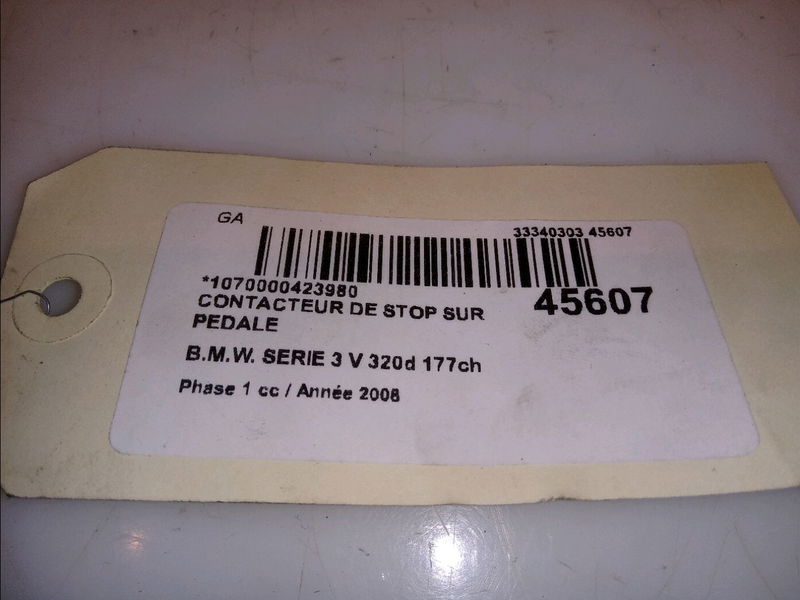 GA
33340303 45607
*1070000423980
45607
CONTACTEUR DE STOP SUR
PEDALE
B.M.W. SERIE 3 V 320d 177ch
Phase 1 cc / Année 2008